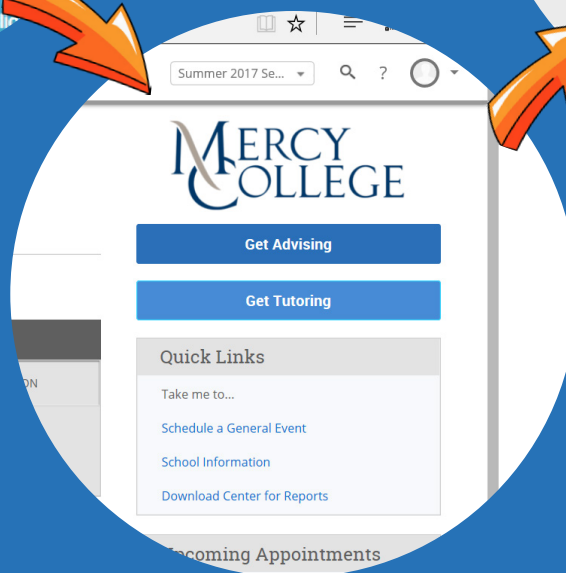 Summer 2017 Se...
?
MERCY
COLLEGE
Get Advising
Get Tutoring
Quick Links
Take me to...
Schedule a General Event
School Information
Download Center for Reports
Upcoming Appointments